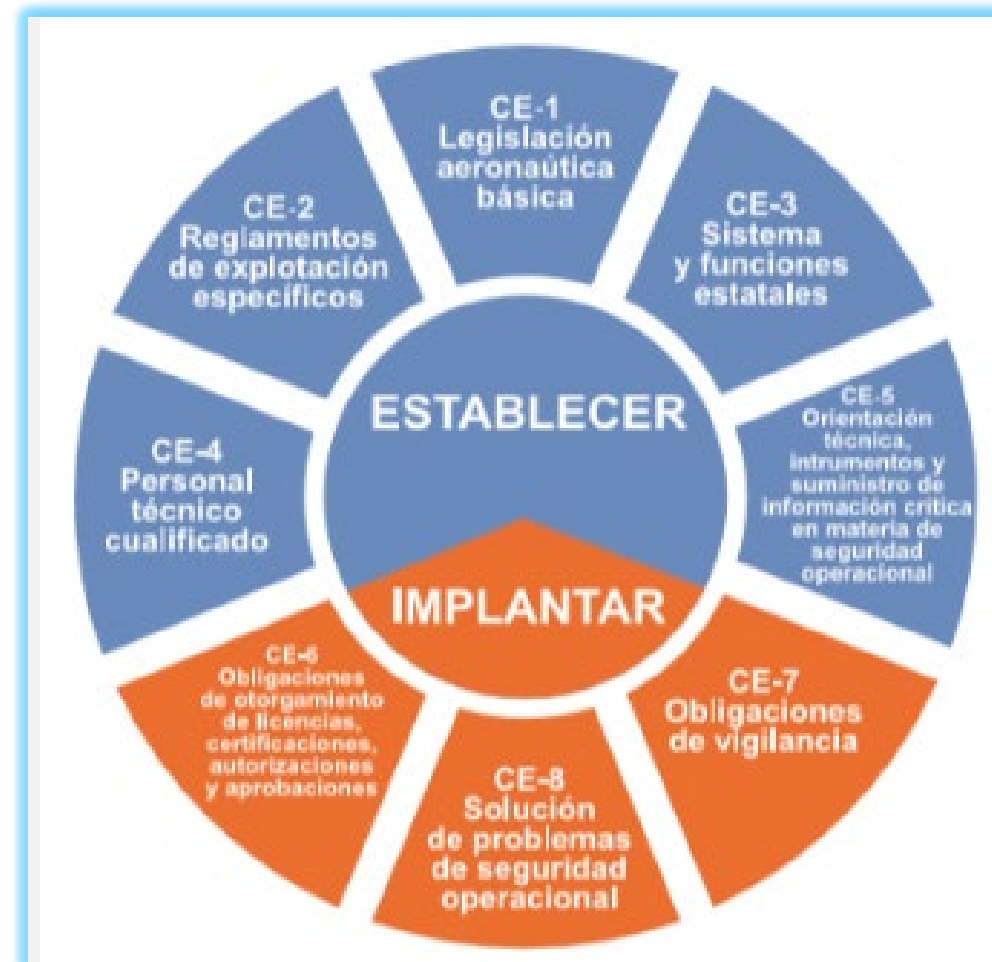 CE-1
Legislación
aeronaútica
básica
CE-2
Reglamentos
de explotación
específicos
CE-3
Sistema
y funciones
estatales
ESTABLECER
CE-4
Personal
técnico
cualificado
CE-5
Orientación
técnica,
intrumentos y
suministro de
información crítica
en materia de
seguridad
operacional
IMPLANTAR
CE-6
Obligaciones
de otorgamiento
de licencias,
certificaciones,
autorizaciones
y aprobaciones
CE-7
Obligaciones
de vigilancia
CE-8
Solución
de problemas
de seguridad
operacional